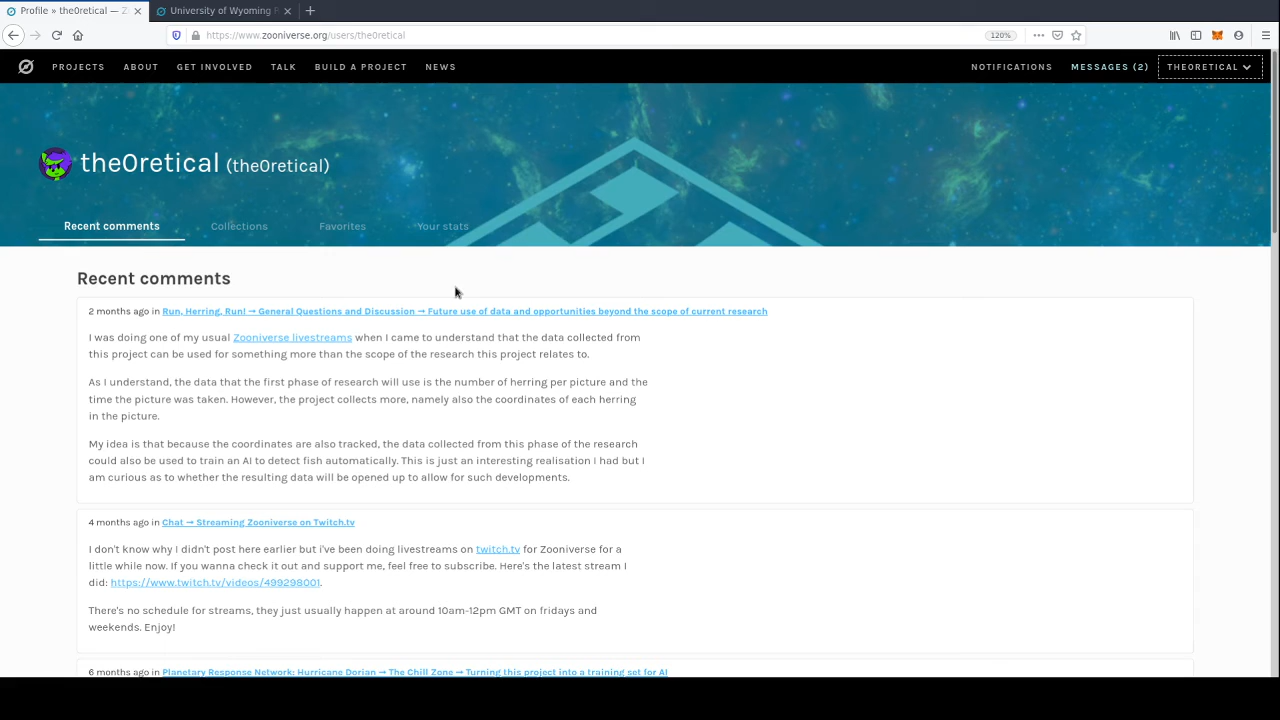 Profile » the0retical — Z
University of Wyoming R
https://www.zooniverse.org/users/the0retical
120%
PROJECTS ABOUT GET INVOLVED TALK BUILD A PROJECT NEWS NOTIFICATIONS MESSAGES (2) THE0RETICAL
the0retical (the0retical)
Recent comments Collections Favorites Your stats
Recent comments
2 months ago in Run, Herring, Run! → General Questions and Discussion → Future use of data and opportunities beyond the scope of current research
I was doing one of my usual Zooniverse livestreams when I came to understand that the data collected from
this project can be used for something more than the scope of the research this project relates to.
As I understand, the data that the first phase of research will use is the number of herring per picture and the
time the picture was taken. However, the project collects more, namely also the coordinates of each herring
in the picture.
My idea is that because the coordinates are also tracked, the data collected from this phase of the research
could also be used to train an AI to detect fish automatically. This is just an interesting realisation I had but I
am curious as to whether the resulting data will be opened up to allow for such developments.
4 months ago in Chat → Streaming Zooniverse on Twitch.tv
I don't know why I didn't post here earlier but i've been doing livestreams on twitch.tv for Zooniverse for a
little while now. If you wanna check it out and support me, feel free to subscribe. Here's the latest stream I
did: https://www.twitch.tv/videos/499298001.
There's no schedule for streams, they just usually happen at around 10am-12pm GMT on fridays and
weekends. Enjoy!
6 months ago in Planetary Response Network: Hurricane Dorian → The Chill Zone → Turning this project into a training set for AI